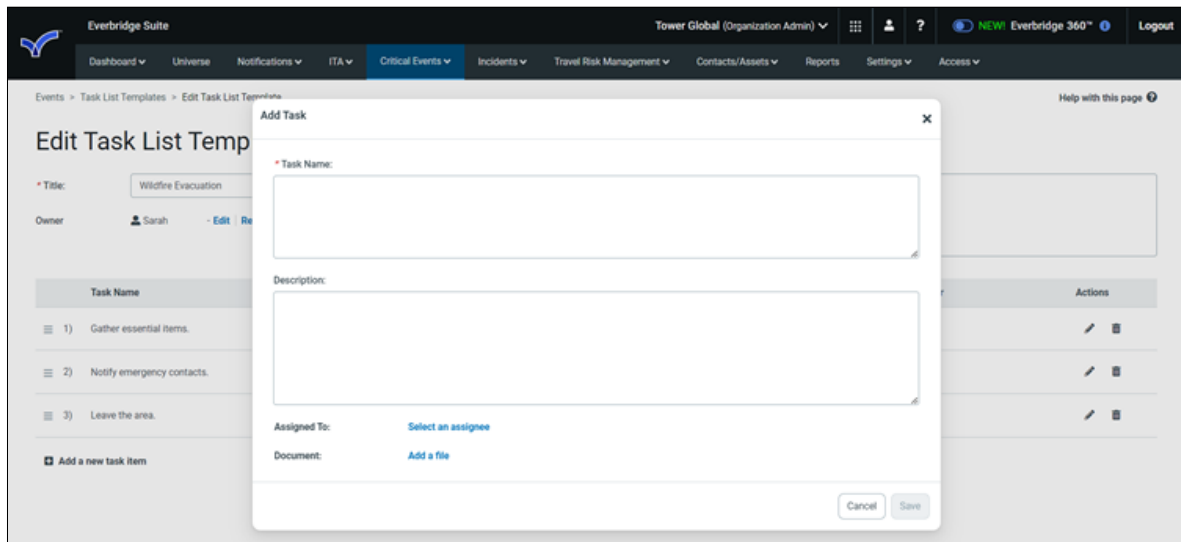 Everbridge Suite
Tower Global (Organization Admin)
?
NEW! Everbridge 360™
Logout
Dashboard Universe Notifications ITA Critical Events Incidents Travel Risk Management Contacts/Assets Reports Settings Access
Events > Task List Templates > Edit Task List Template
Help with this page
Edit Task List Temp
* Title: Wildfire Evacuation
Owner Sarah - Edit | Re
Task Name
r
Actions
1) Gather essential items.
2) Notify emergency contacts.
3) Leave the area.
Add a new task item
Add Task
* Task Name:
Description:
Assigned To: Select an assignee
Document: Add a file
Cancel Save